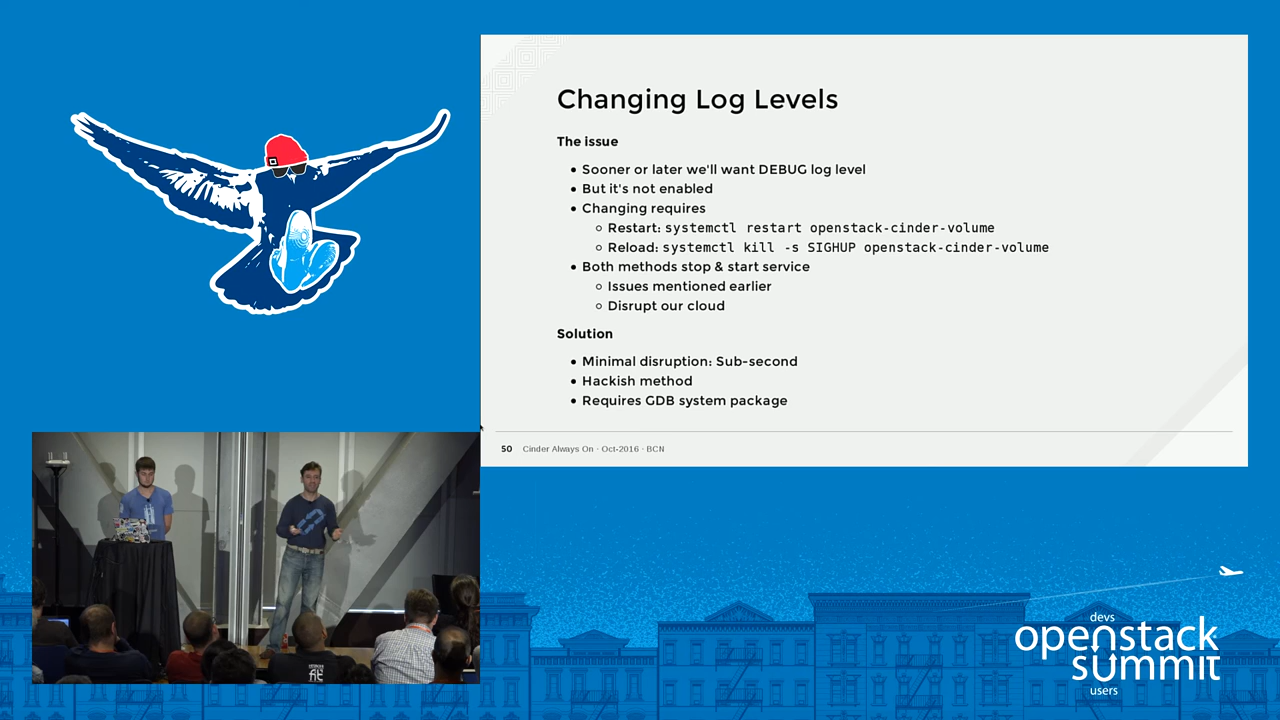 Changing Log Levels
The issue
• Sooner or later we'll want DEBUG log level
• But it's not enabled
• Changing requires
○ Restart: systemctl restart openstack-cinder-volume
○ Reload: systemctl kill -s SIGHUP openstack-cinder-volume
• Both methods stop & start service
○ Issues mentioned earlier
○ Disrupt our cloud
Solution
• Minimal disruption: Sub-second
• Hackish method
• Requires GDB system package
50 Cinder Always On · Oct-2016 · BCN
devs
openstack
summit
users